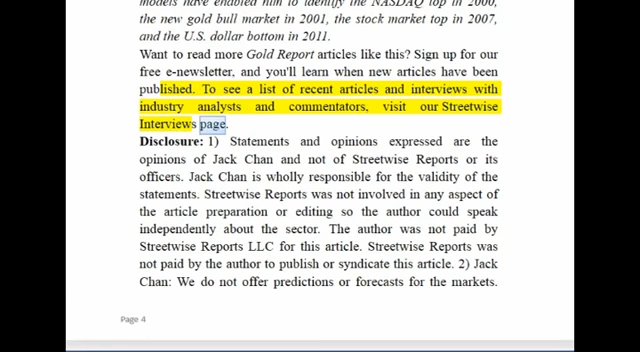 models have enabled him to identify the NASDAQ top in 2000,
the new gold bull market in 2001, the stock market top in 2007,
and the U.S. dollar bottom in 2011.
Want to read more Gold Report articles like this? Sign up for our
free e-newsletter, and you'll learn when new articles have been
published. To see a list of recent articles and interviews with
industry analysts and commentators, visit our Streetwise
Interviews page.
Disclosure: 1) Statements and opinions expressed are the
opinions of Jack Chan and not of Streetwise Reports or its
officers. Jack Chan is wholly responsible for the validity of the
statements. Streetwise Reports was not involved in any aspect of
the article preparation or editing so the author could speak
independently about the sector. The author was not paid by
Streetwise Reports LLC for this article. Streetwise Reports was
not paid by the author to publish or syndicate this article. 2) Jack
Chan: We do not offer predictions or forecasts for the markets.
Page 4